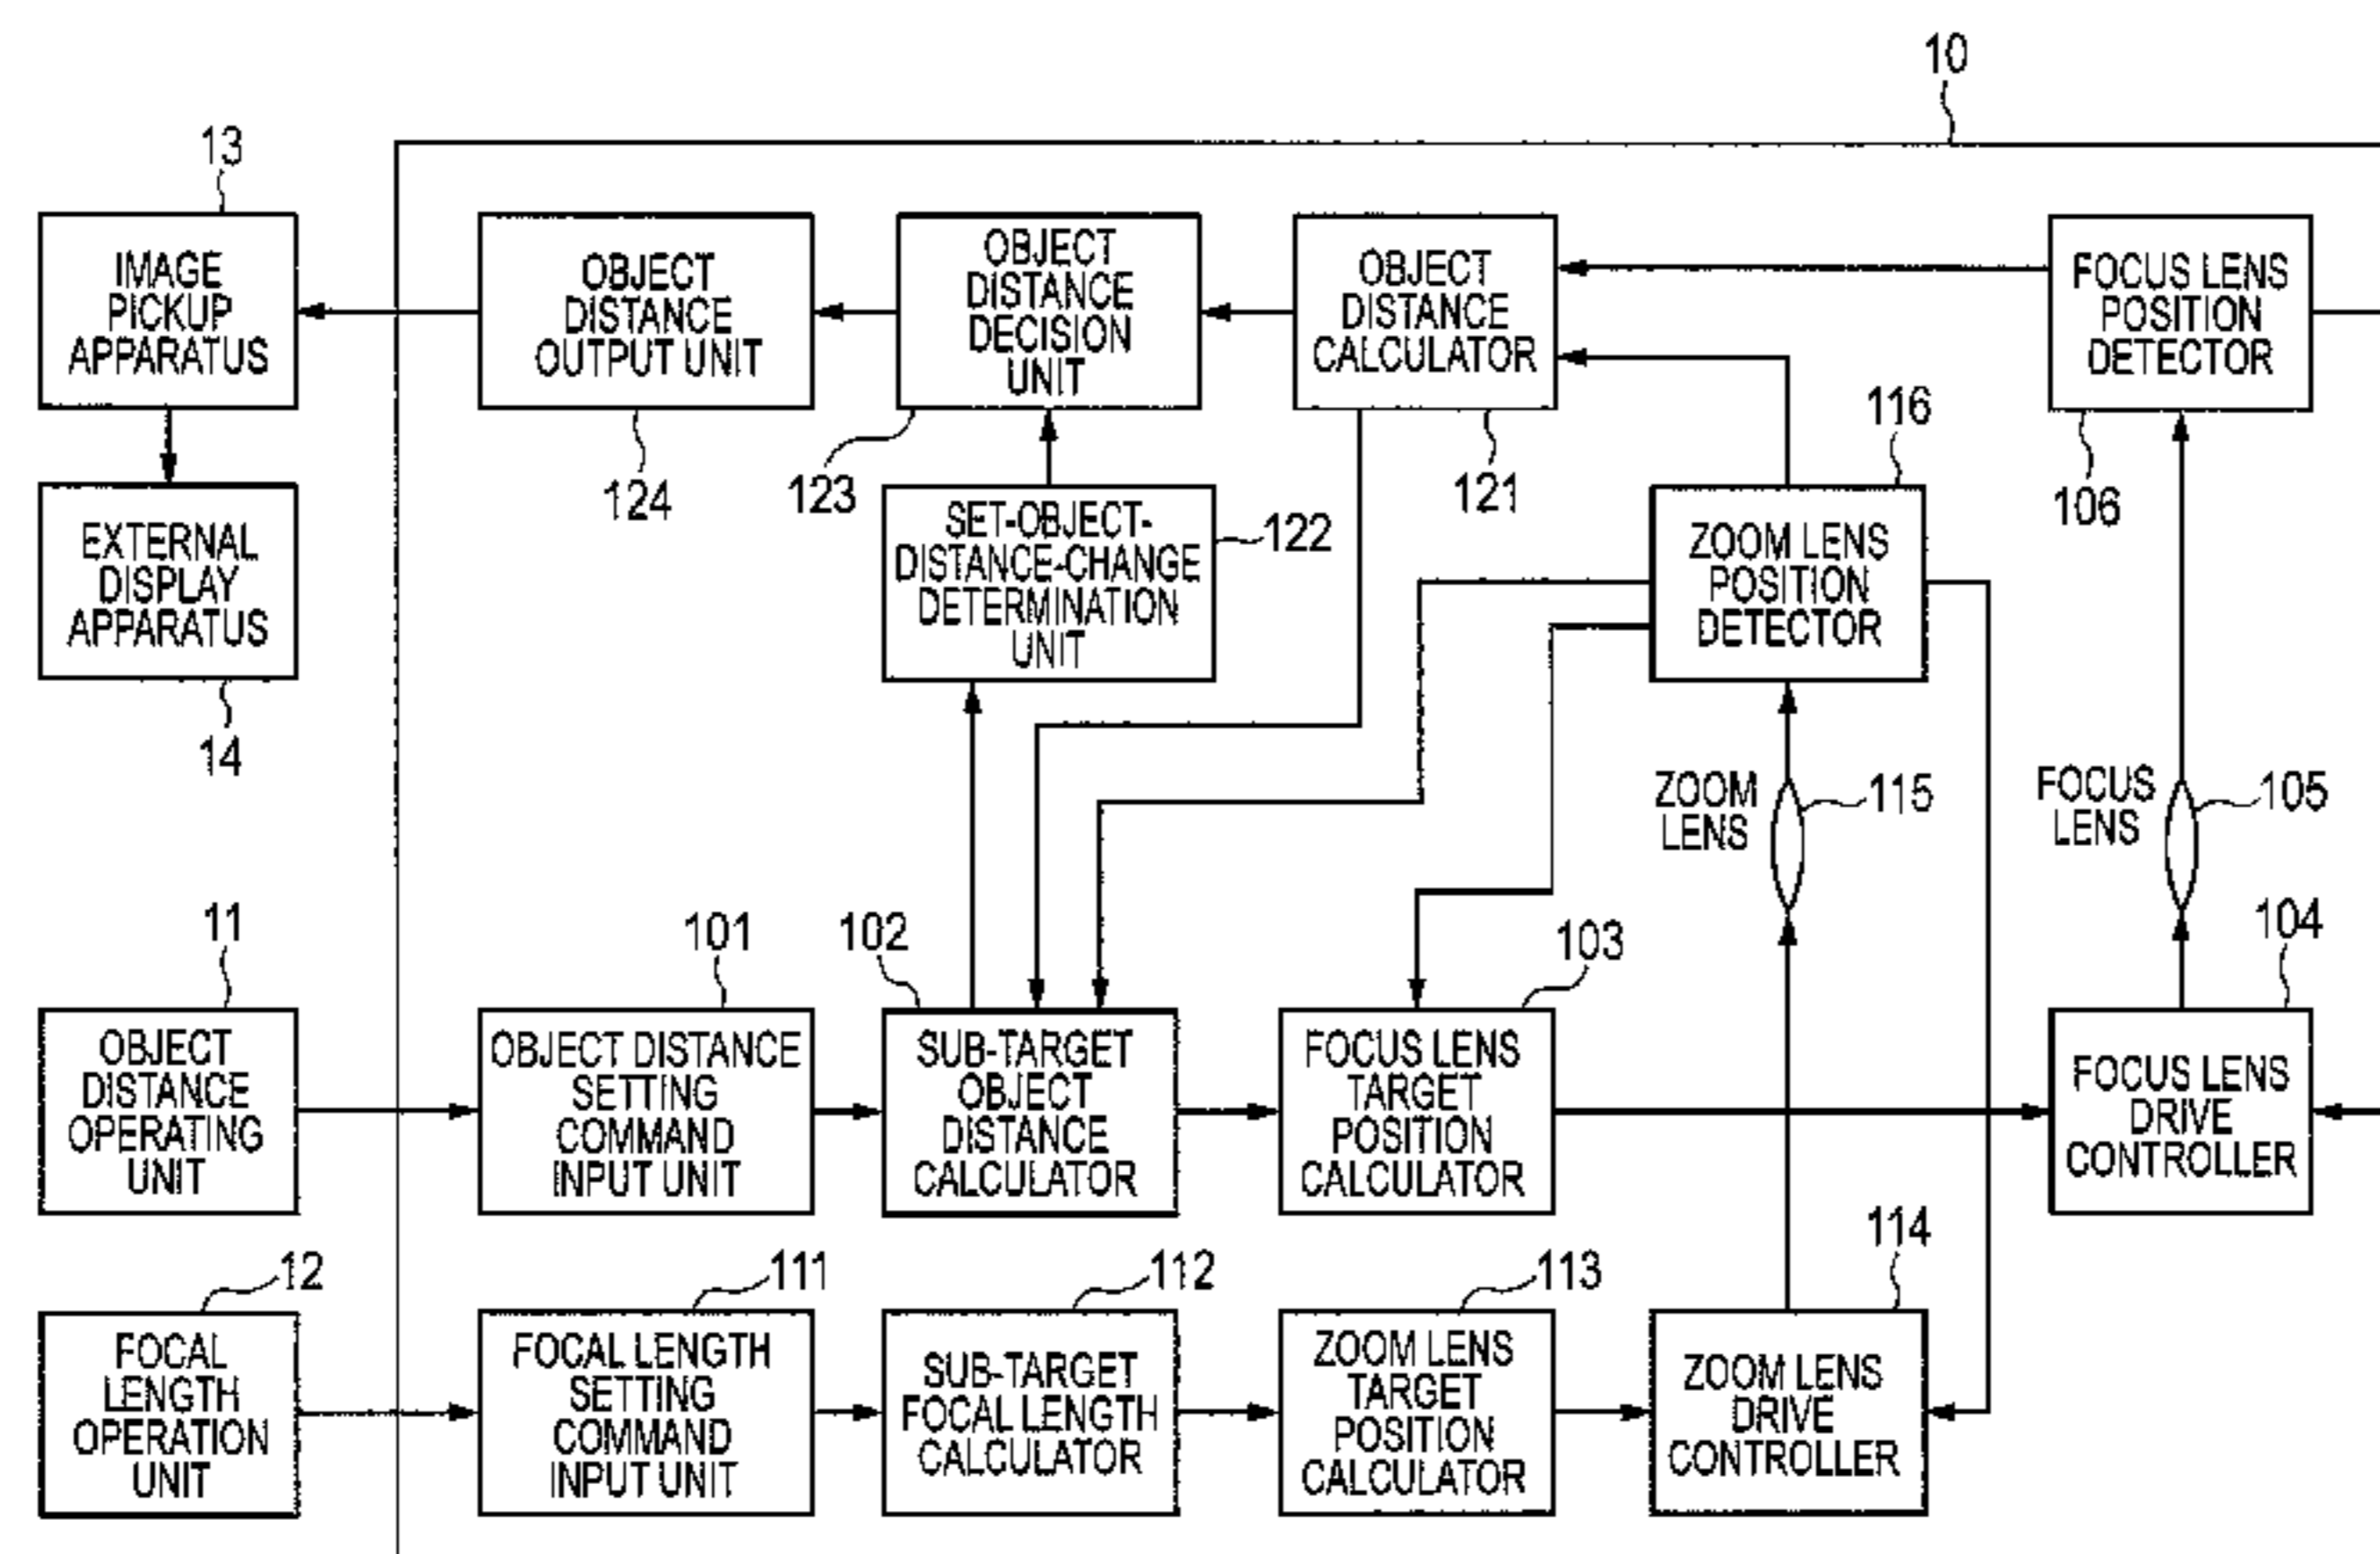 10
13
IMAGE
PICKUP
APPARATUS
OBJECT
DISTANCE
OUTPUT UNIT
124
OBJECT
DISTANCE
DECISION
UNIT
123
OBJECT
DISTANCE
CALCULATOR
121
FOCUS LENS
POSITION
DETECTOR
106
EXTERNAL
DISPLAY
APPARATUS
14
SET-OBJECT-
DISTANCE-CHANGE
DETERMINATION
UNIT
122
116
ZOOM LENS
POSITION
DETECTOR
ZOOM
LENS
115
FOCUS
LENS
105
11
OBJECT
DISTANCE
OPERATING
UNIT
101
OBJECT DISTANCE
SETTING
COMMAND
INPUT UNIT
102
SUB-TARGET
OBJECT
DISTANCE
CALCULATOR
103
FOCUS LENS
TARGET
POSITION
CALCULATOR
104
FOCUS LENS
DRIVE
CONTROLLER
12
FOCAL
LENGTH
OPERATION
UNIT
111
FOCAL LENGTH
SETTING
COMMAND
INPUT UNIT
112
SUB-TARGET
FOCAL LENGTH
CALCULATOR
113
ZOOM LENS
TARGET
POSITION
CALCULATOR
114
ZOOM LENS
DRIVE
CONTROLLER